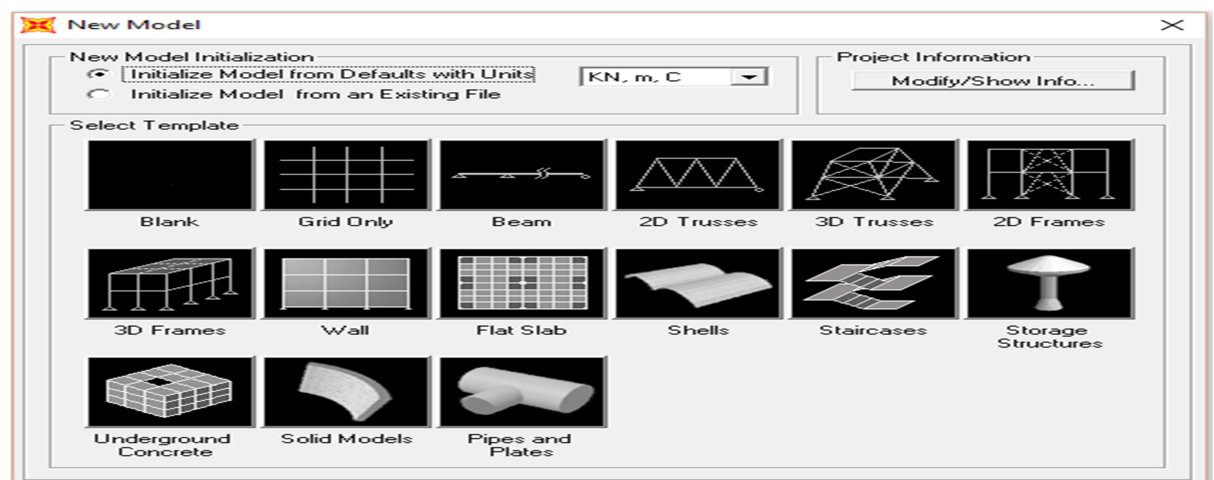 New Model
New Model Initialization
Project Information
Initialize Model from Defaults with Units
KN, m, C
Modify/Show Info...
Initialize Model from an Existing File
Select Template
Blank
Grid Only
Beam
2D Trusses
3D Trusses
2D Frames
3D Frames
Wall
Flat Slab
Shells
Staircases
Storage
Structures
Underground
Concrete
Solid Models
Pipes and
Plates